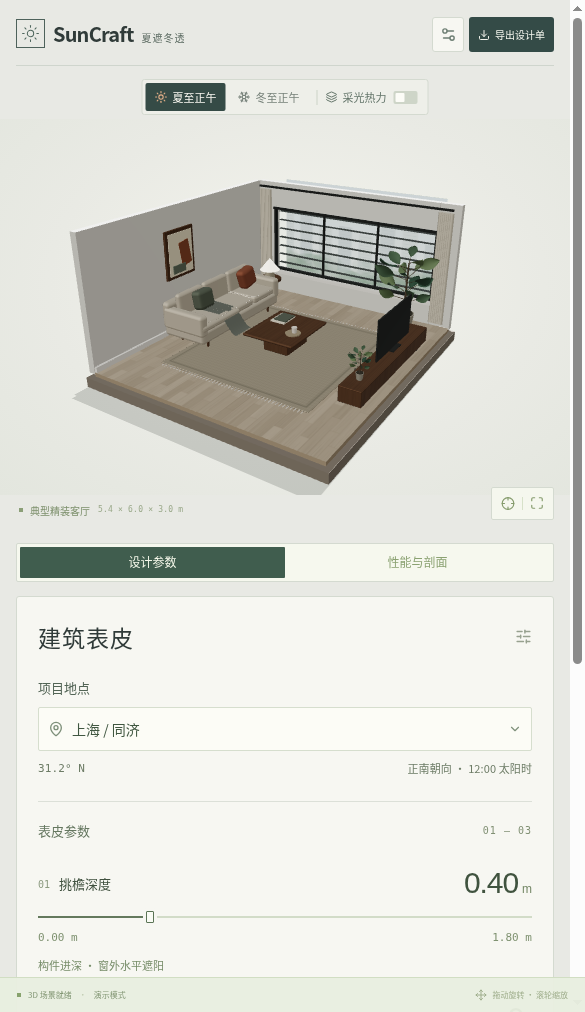 SunCraft 夏遮冬透
导出设计单
夏至正午 冬至正午 采光热力
典型精装客厅 5.4 × 6.0 × 3.0 m
设计参数 性能与剖面
建筑表皮
项目地点
上海 / 同济
31.2° N 正南朝向 · 12:00 太阳时
表皮参数 01 — 03
01 挑檐深度 0.40 m
0.00 m 1.80 m
构件进深 · 窗外水平遮阳
3D 场景就绪 · 演示模式 拖动旋转 · 滚轮缩放